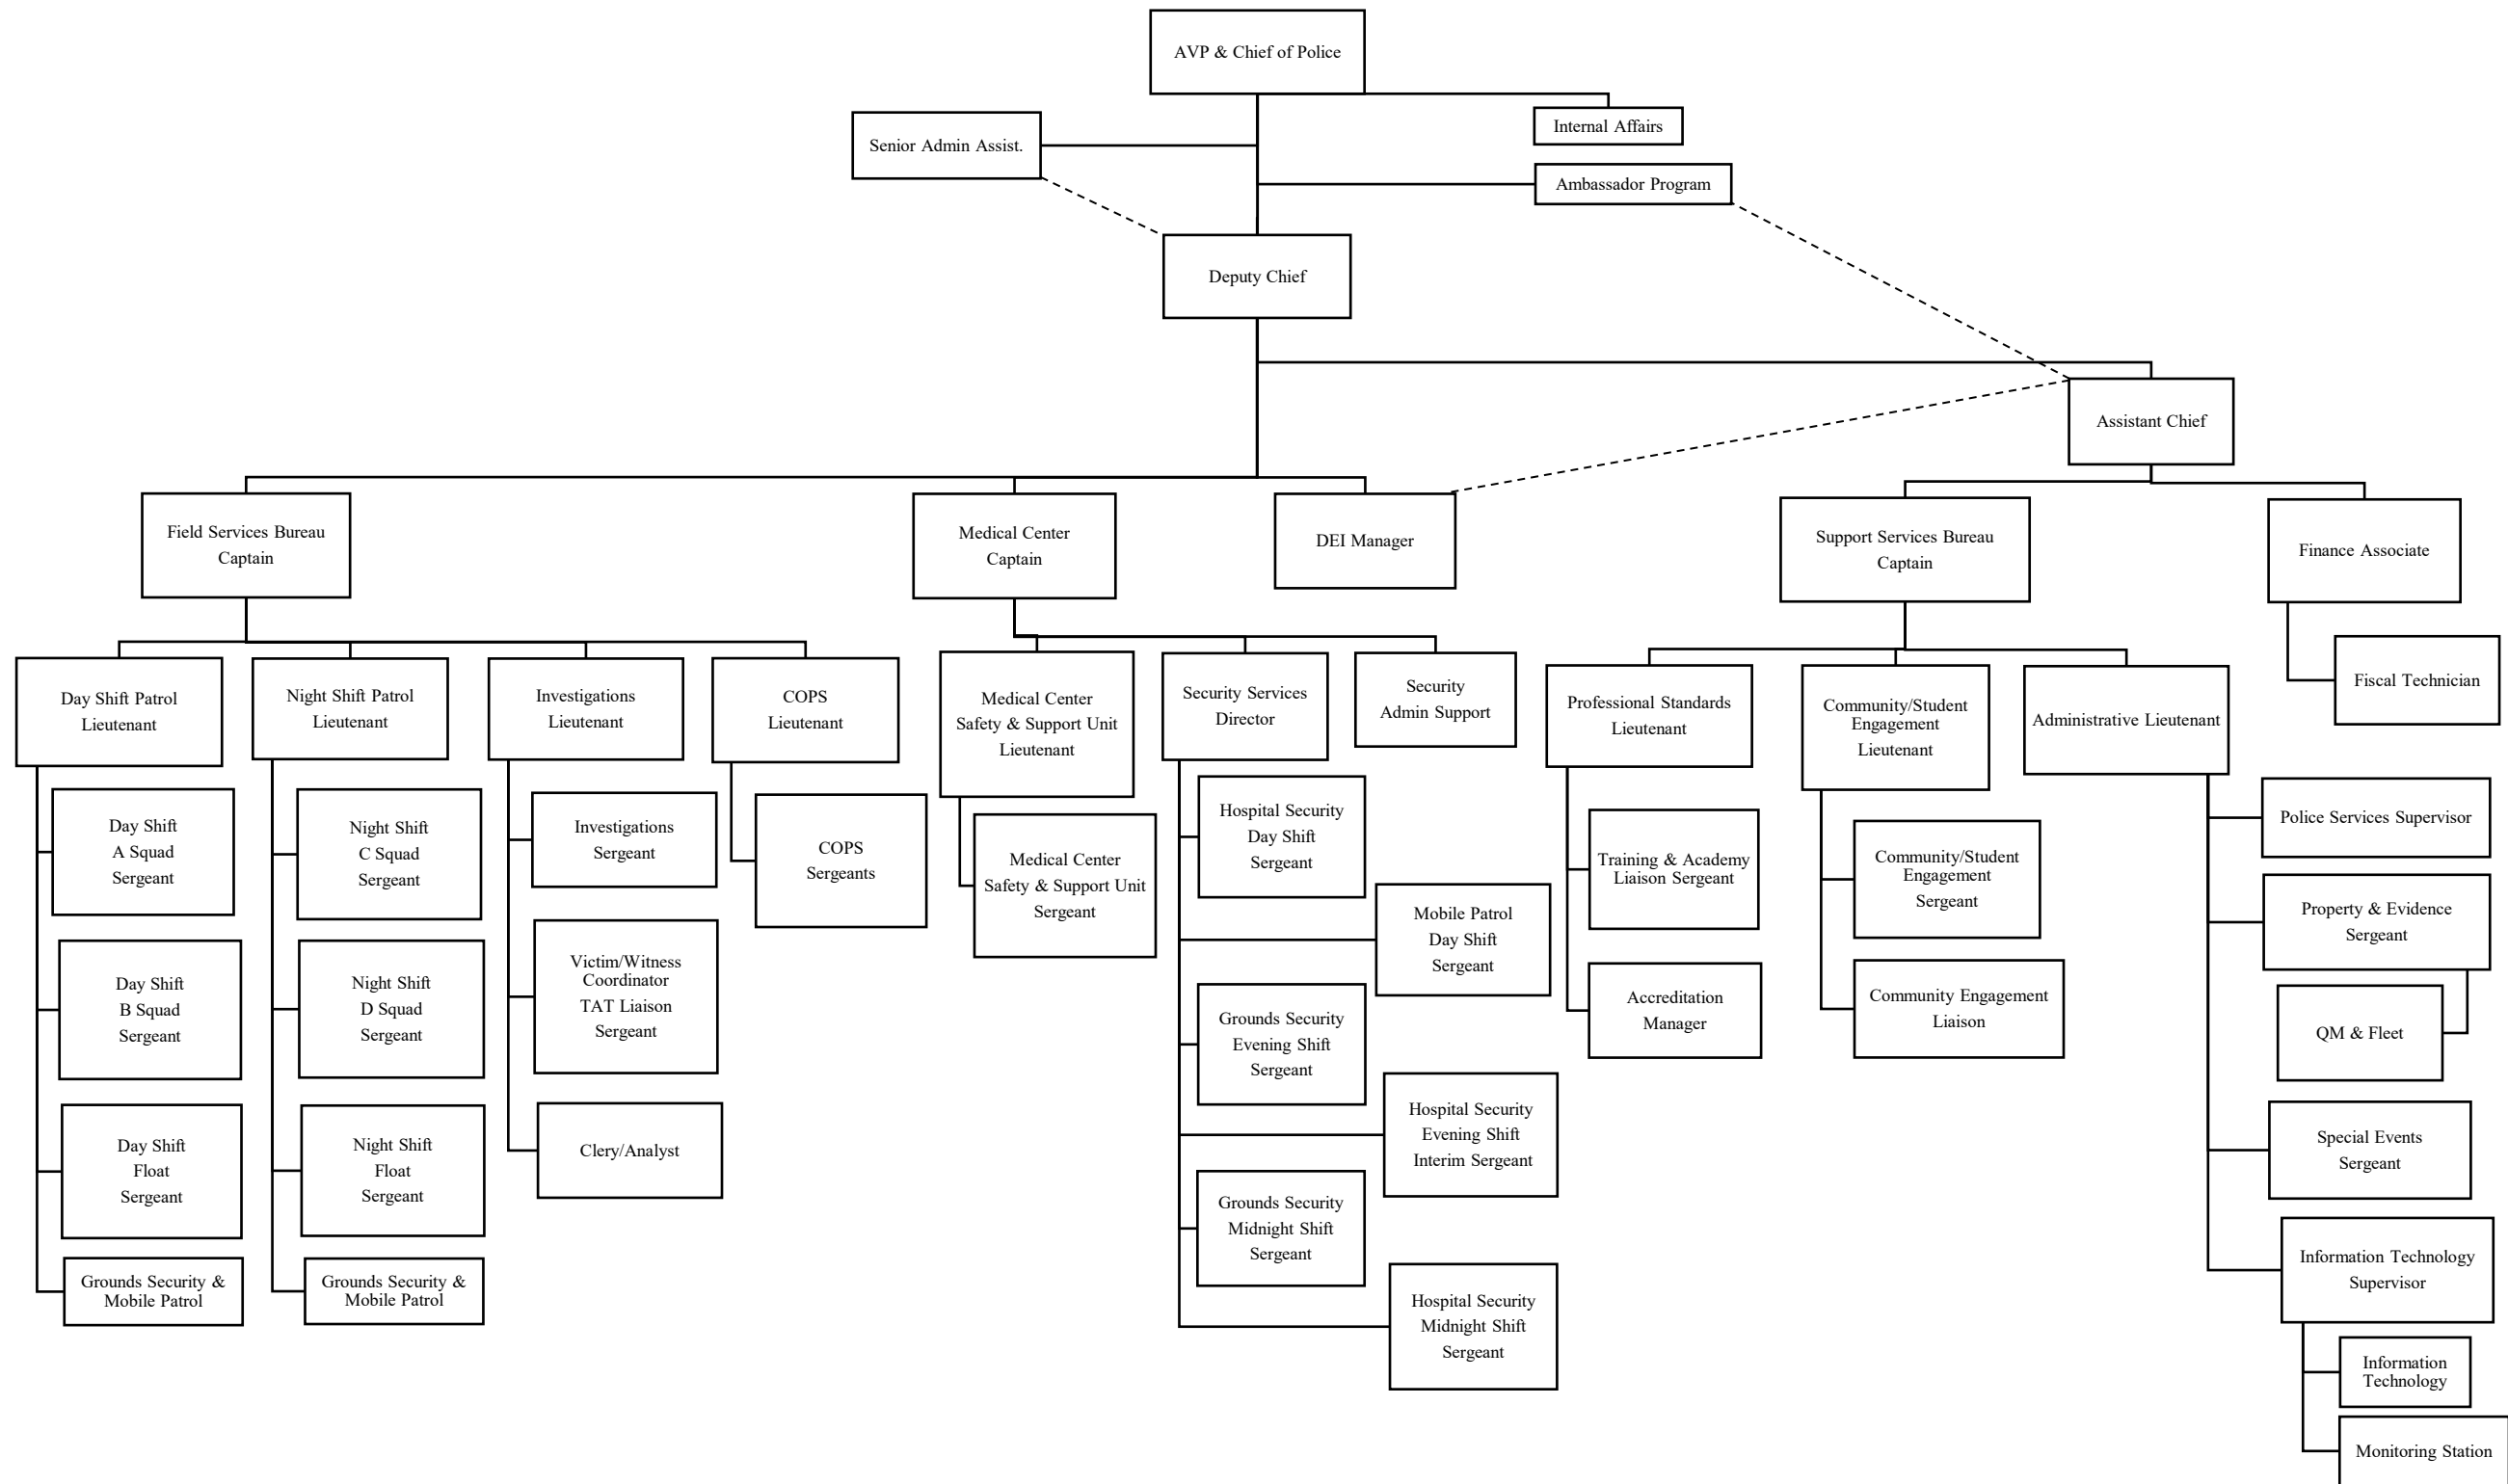 AVP & Chief of Police
Internal Affairs
Senior Admin Assist.
Ambassador Program
Deputy Chief
Assistant Chief
Field Services Bureau
Captain
Medical Center
Captain
DEI Manager
Support Services Bureau
Captain
Finance Associate
Fiscal Technician
Day Shift Patrol
Lieutenant
Night Shift Patrol
Lieutenant
Investigations
Lieutenant
COPS
Lieutenant
Medical Center
Safety & Support Unit
Lieutenant
Security Services
Director
Security
Admin Support
Professional Standards
Lieutenant
Community/Student
Engagement
Lieutenant
Administrative Lieutenant
Day Shift
A Squad
Sergeant
Day Shift
B Squad
Sergeant
Day Shift
Float
Sergeant
Grounds Security &
Mobile Patrol
Night Shift
C Squad
Sergeant
Night Shift
D Squad
Sergeant
Night Shift
Float
Sergeant
Grounds Security &
Mobile Patrol
Investigations
Sergeant
Victim/Witness
Coordinator
TAT Liaison
Sergeant
Clery/Analyst
COPS
Sergeants
Medical Center
Safety & Support Unit
Sergeant
Hospital Security
Day Shift
Sergeant
Mobile Patrol
Day Shift
Sergeant
Grounds Security
Evening Shift
Sergeant
Hospital Security
Evening Shift
Interim Sergeant
Grounds Security
Midnight Shift
Sergeant
Hospital Security
Midnight Shift
Sergeant
Training & Academy
Liaison Sergeant
Accreditation
Manager
Community/Student
Engagement
Sergeant
Community Engagement
Liaison
Police Services Supervisor
Property & Evidence
Sergeant
QM & Fleet
Special Events
Sergeant
Information Technology
Supervisor
Information
Technology
Monitoring Station